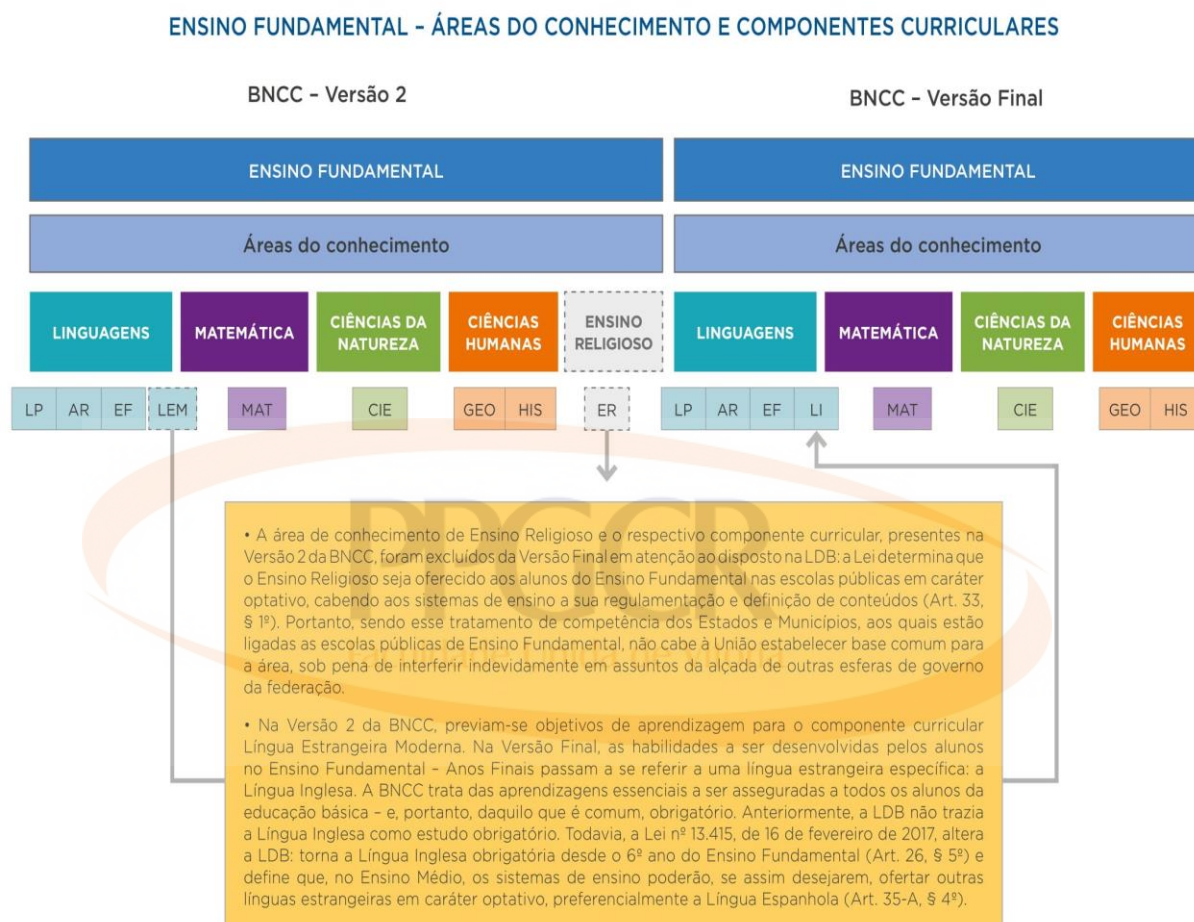 ENSINO FUNDAMENTAL – ÁREAS DO CONHECIMENTO E COMPONENTES CURRICULARES
BNCC – Versão 2
BNCC – Versão Final
ENSINO FUNDAMENTAL
ENSINO FUNDAMENTAL
Áreas do conhecimento
Áreas do conhecimento
LINGUAGENS
MATEMÁTICA
CIÊNCIAS DA
NATUREZA
CIÊNCIAS
HUMANAS
ENSINO
RELIGIOSO
LINGUAGENS
MATEMÁTICA
CIÊNCIAS DA
NATUREZA
CIÊNCIAS
HUMANAS
LP AR EF LEM MAT CIE GEO HIS ER LP AR EF LI MAT CIE GEO HIS
PPGCR
• A área de conhecimento de Ensino Religioso e o respectivo componente curricular, presentes na
Versão 2 da BNCC, foram excluídos da Versão Final em atenção ao disposto na LDB: a Lei determina que
o Ensino Religioso seja oferecido aos alunos do Ensino Fundamental nas escolas públicas em caráter
optativo, cabendo aos sistemas de ensino a sua regulamentação e definição de conteúdos (Art. 33,
§ 1º). Portanto, sendo esse tratamento de competência dos Estados e Municípios, aos quais estão
ligadas as escolas públicas de Ensino Fundamental, não cabe à União estabelecer base comum para
a área, sob pena de interferir indevidamente em assuntos da alçada de outras esferas de governo
da federação.
• Na Versão 2 da BNCC, previam-se objetivos de aprendizagem para o componente curricular
Língua Estrangeira Moderna. Na Versão Final, as habilidades a ser desenvolvidas pelos alunos
no Ensino Fundamental – Anos Finais passam a se referir a uma língua estrangeira específica: a
Língua Inglesa. A BNCC trata das aprendizagens essenciais a ser asseguradas a todos os alunos da
educação básica – e, portanto, daquilo que é comum, obrigatório. Anteriormente, a LDB não trazia
a Língua Inglesa como estudo obrigatório. Todavia, a Lei nº 13.415, de 16 de fevereiro de 2017, altera
a LDB: torna a Língua Inglesa obrigatória desde o 6º ano do Ensino Fundamental (Art. 26, § 5º) e
define que, no Ensino Médio, os sistemas de ensino poderão, se assim desejarem, ofertar outras
línguas estrangeiras em caráter optativo, preferencialmente a Língua Espanhola (Art. 35-A, § 4º).